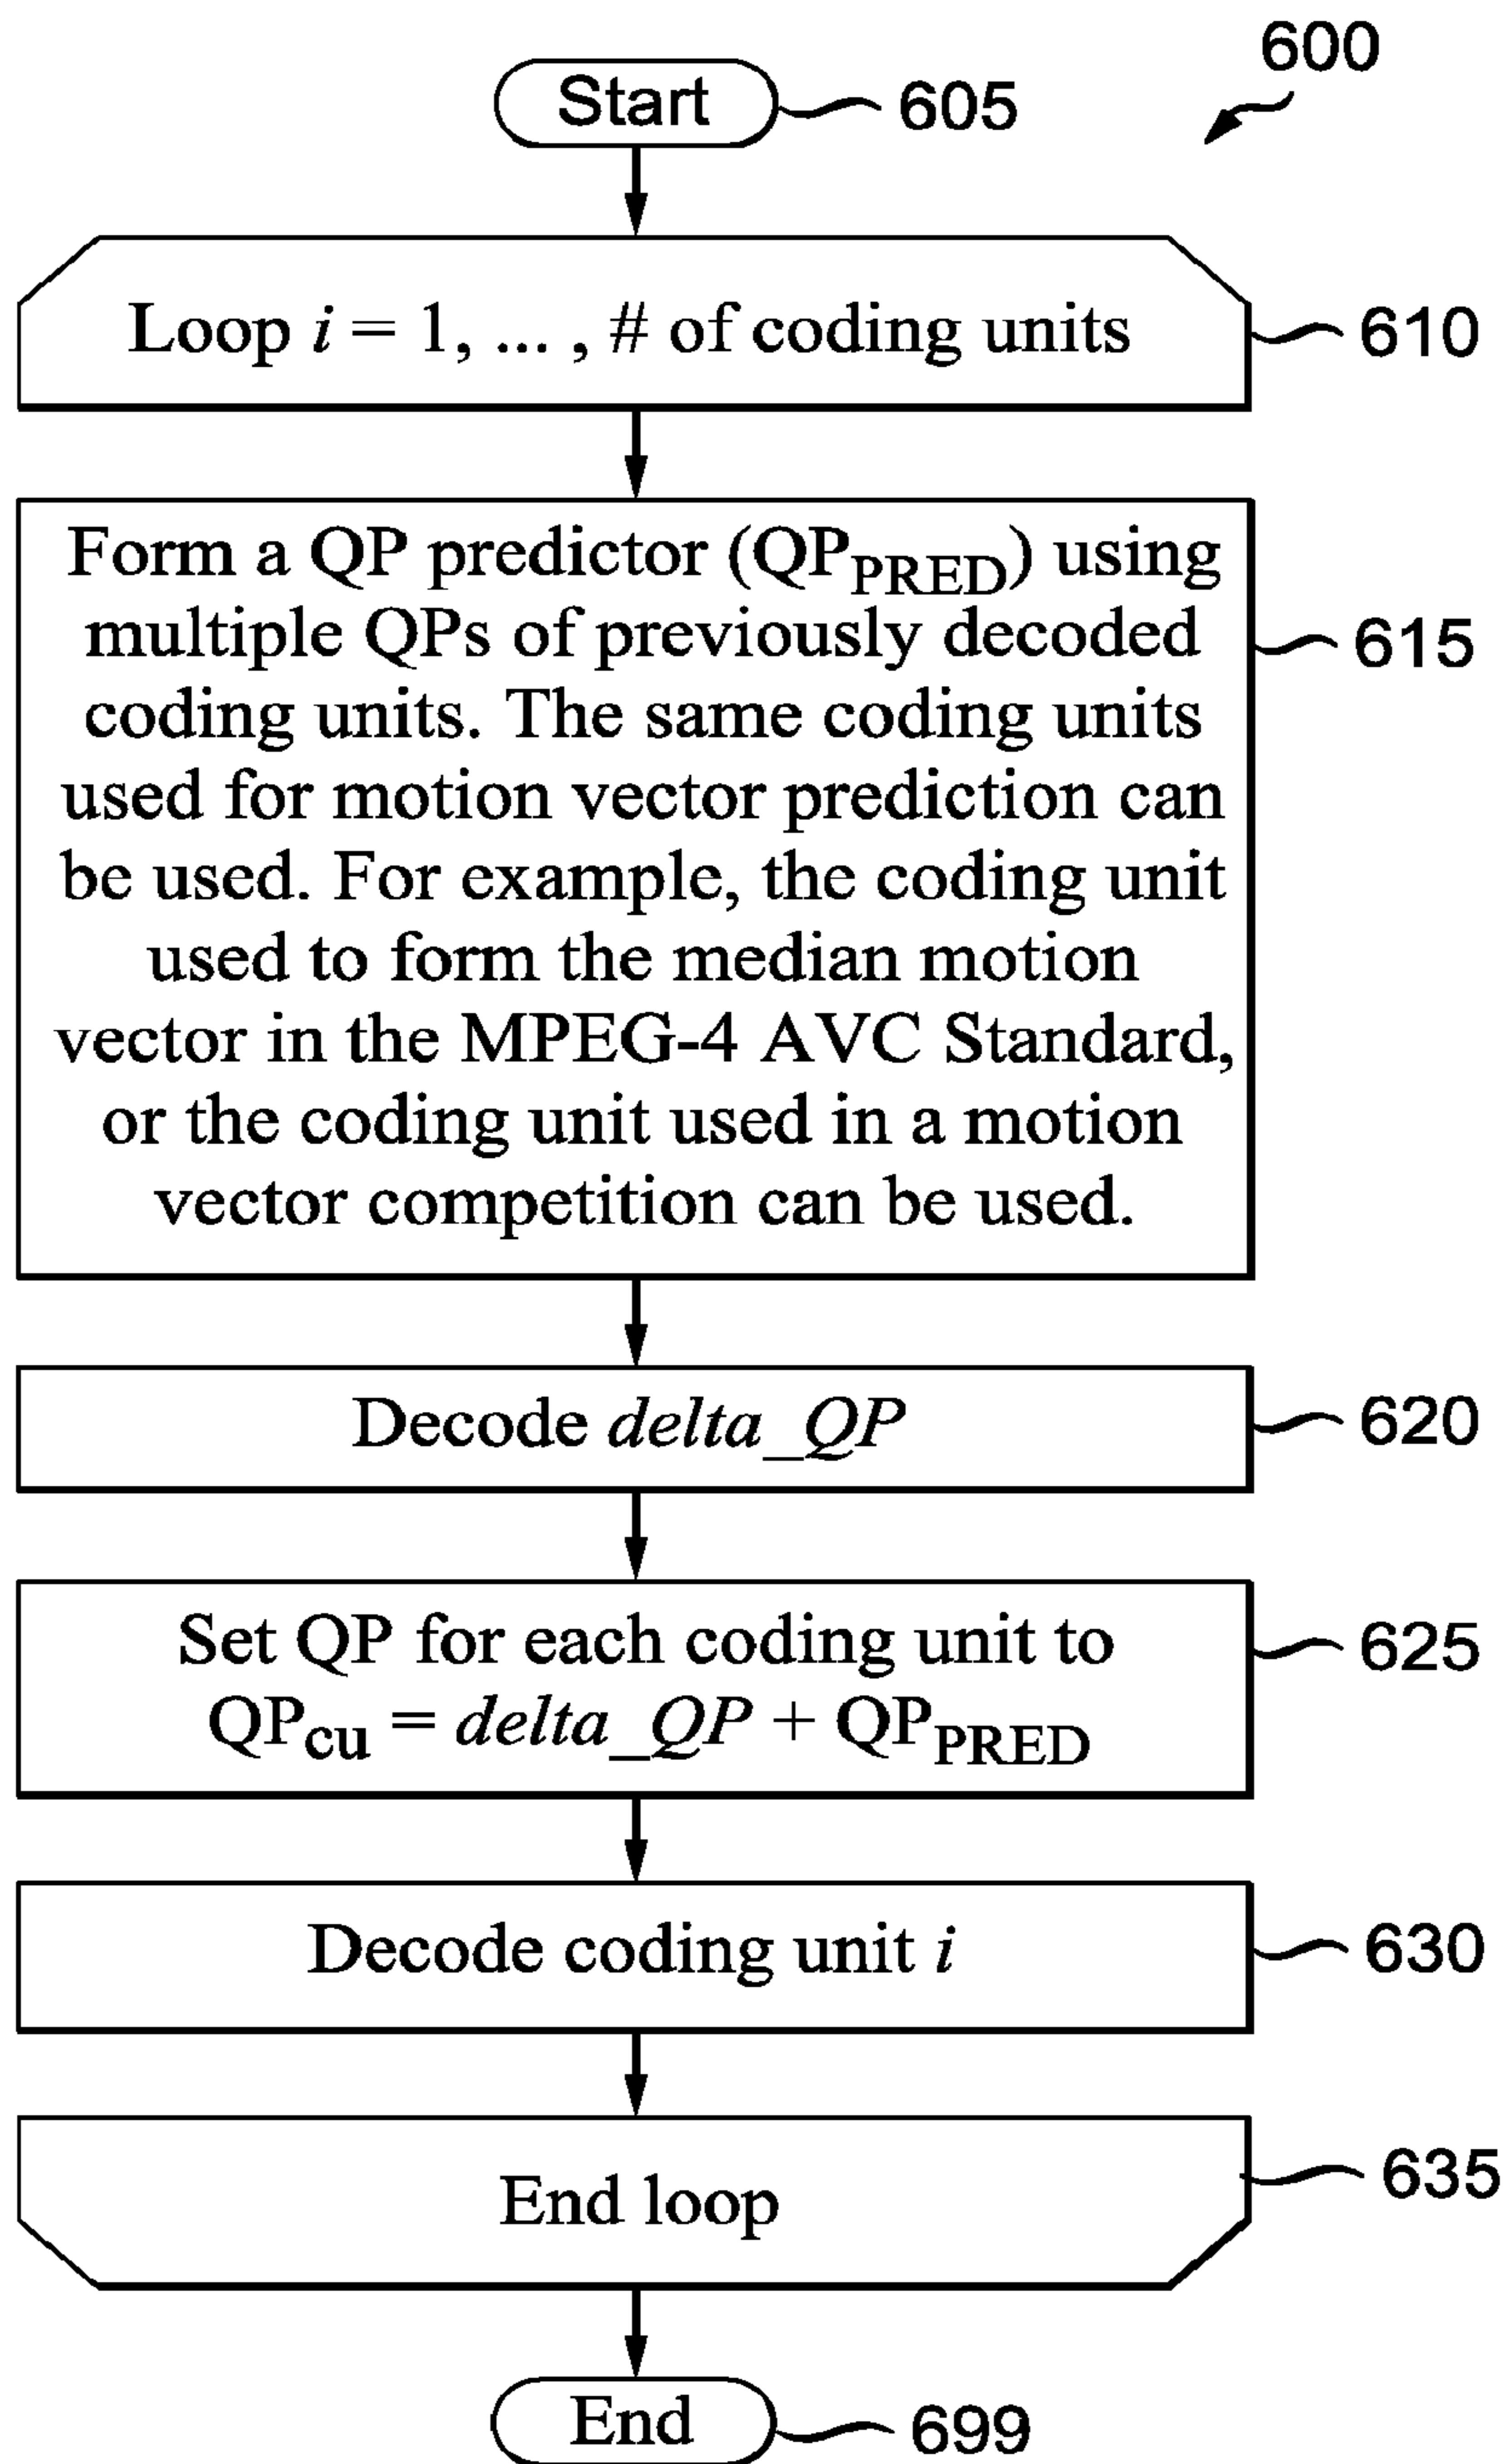 600
Start
605
Loop i = 1, ... , # of coding units
610
Form a QP predictor (QPPRED) using
multiple QPs of previously decoded
coding units. The same coding units
used for motion vector prediction can
be used. For example, the coding unit
used to form the median motion
vector in the MPEG-4 AVC Standard,
or the coding unit used in a motion
vector competition can be used.
615
Decode delta_QP
620
Set QP for each coding unit to
QPcu = delta_QP + QPPRED
625
Decode coding unit i
630
End loop
635
End
699